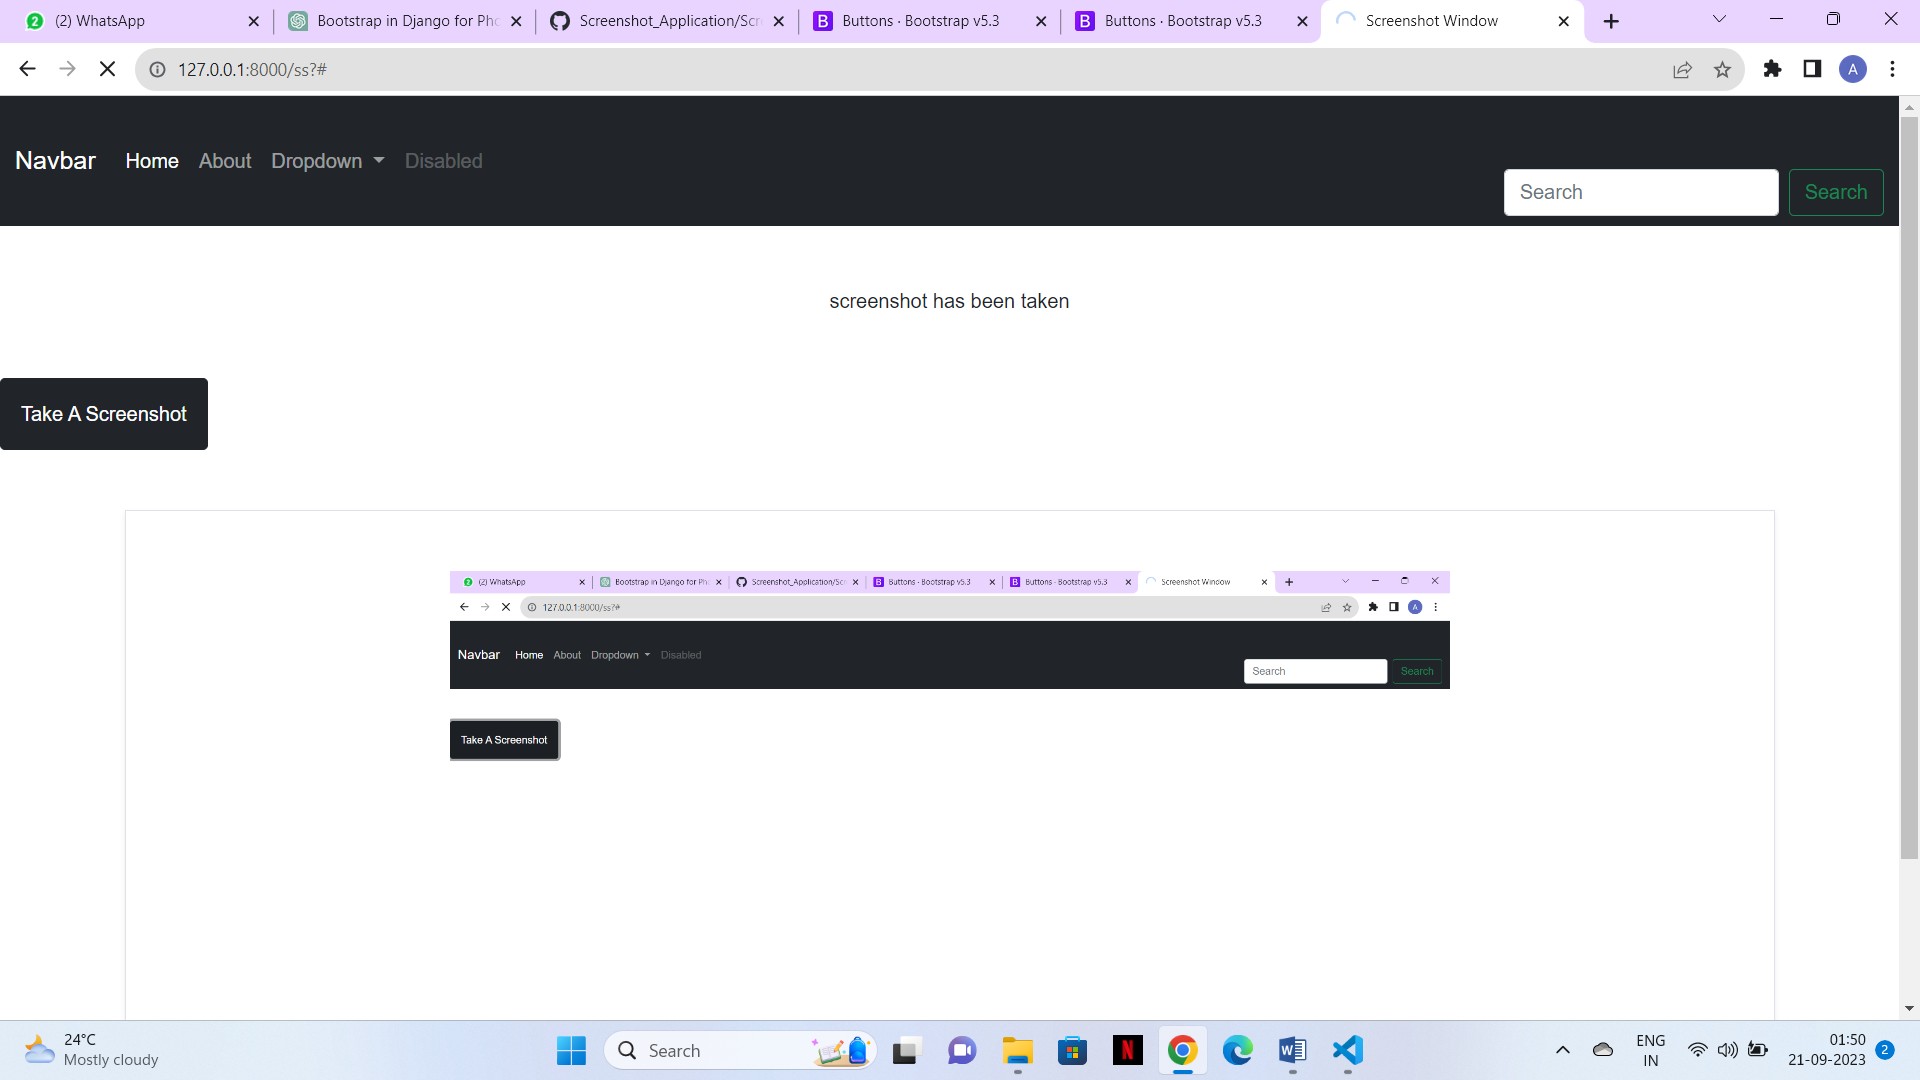 (2) WhatsApp
Bootstrap in Django for Pho
Screenshot_Application/Scr
B Buttons · Bootstrap v5.3
B Buttons · Bootstrap v5.3
Screenshot Window
127.0.0.1:8000/ss?#
A
Navbar Home About Dropdown Disabled
Search Search
screenshot has been taken
Take A Screenshot
(2) WhatsApp
Bootstrap in Django for Ph
Screenshot_Application/Scr
B Buttons · Bootstrap v5.3
B Buttons · Bootstrap v5.3
Screenshot Window
127.0.0.1:8000/ss?#
A
Navbar Home About Dropdown Disabled
Search Search
Take A Screenshot
24°C
Mostly cloudy
Search
N
W
ENG
IN
01:50
21-09-2023
2